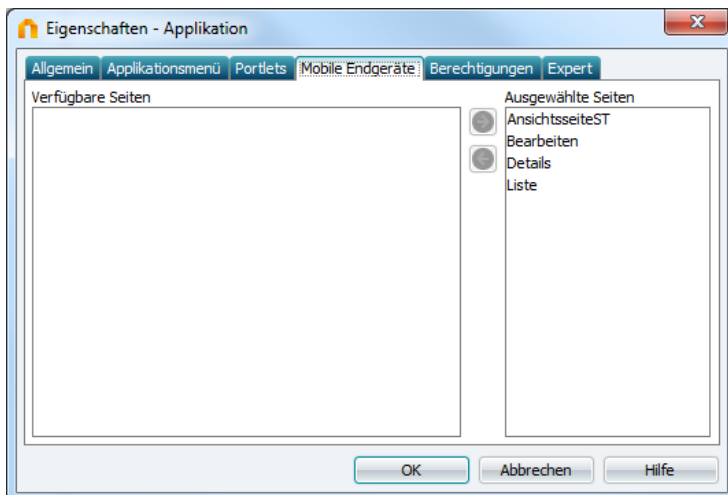 Eigenschaften - Applikation
Allgemein Applikationsmenü Portlets Mobile Endgeräte Berechtigungen Expert
Verfügbare Seiten
Ausgewählte Seiten
AnsichtsseiteST
Bearbeiten
Details
Liste
OK Abbrechen Hilfe